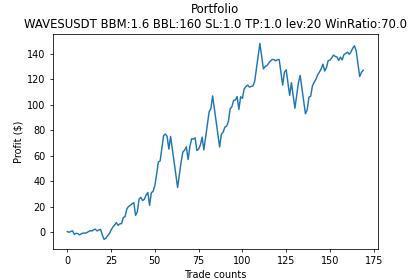 Portfolio
WAVESUSDT BBM:1.6 BBL:160 SL:1.0 TP:1.0 lev:20 WinRatio:70.0
140
120
100
80
60
40
20
0
Profit ($)
0 25 50 75 100 125 150 175
Trade counts